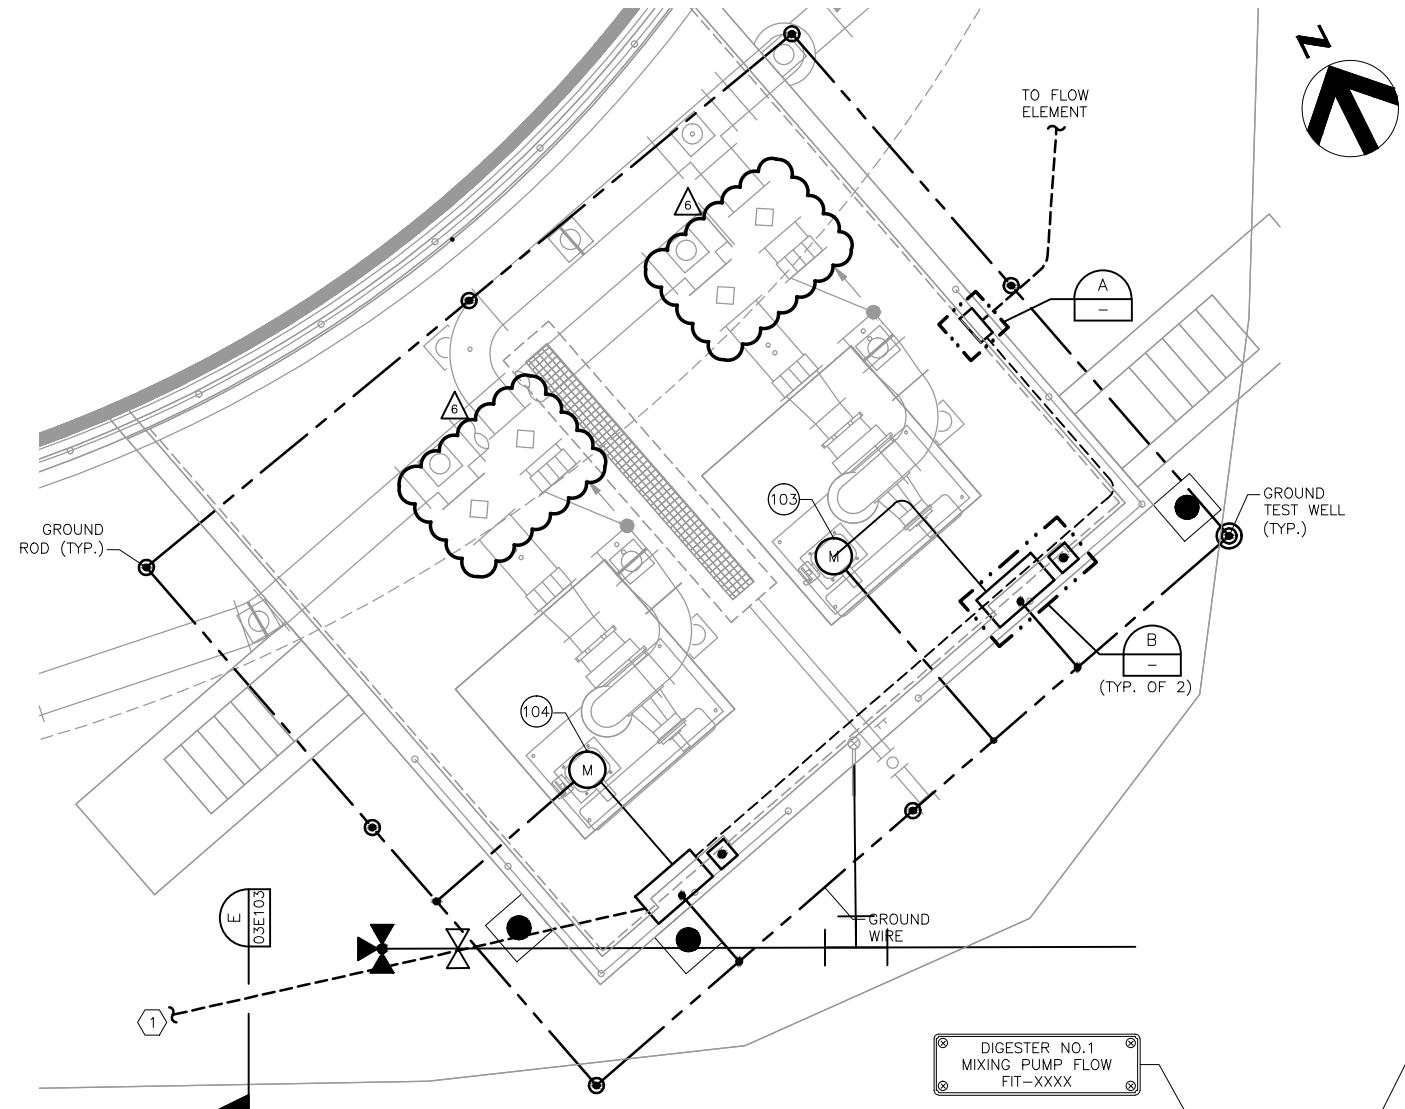 N
TO FLOW
ELEMENT
6
A
–
6
103
GROUND
TEST WELL
(TYP.)
GROUND
ROD (TYP.)
M
B
–
(TYP. OF 2)
104
M
E
03E103
GROUND
WIRE
1
DIGESTER NO.1
MIXING PUMP FLOW
FIT-XXXX